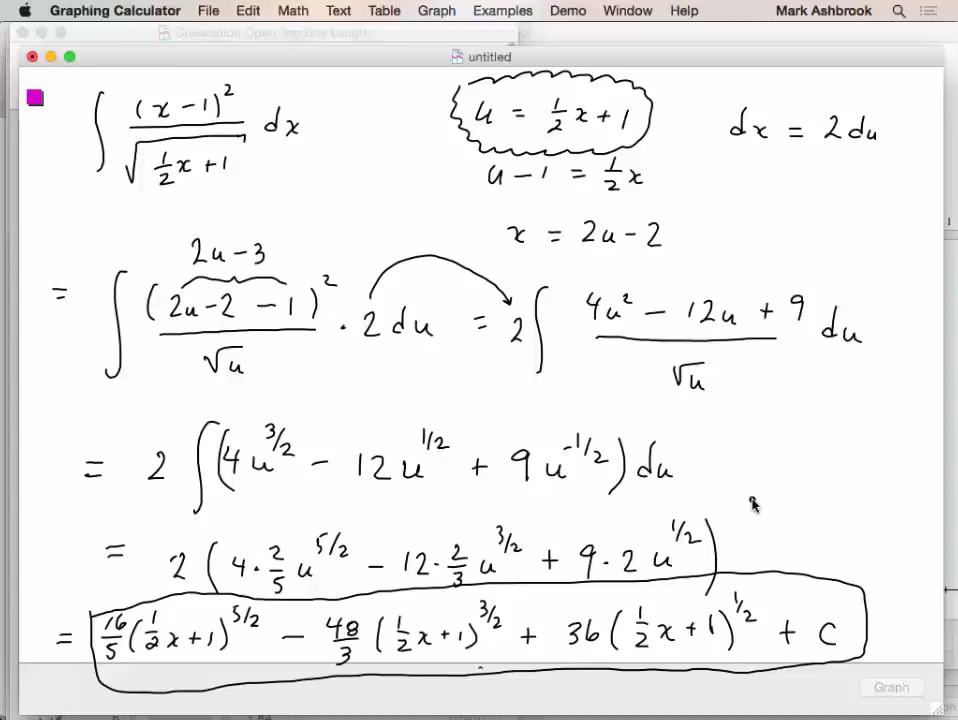 Graphing Calculator File Edit Math Text Table Graph Examples Demo Window Help Mark Ashbrook
untitled
∫ (x-1)² / √(½x+1) dx   u = ½x+1   dx = 2du
u-1 = ½x
x = 2u-2
2u-3
= ∫ (2u-2-1)² / √u · 2du = 2∫ (4u² - 12u + 9) / √u du
= 2∫(4u^{3/2} - 12u^{1/2} + 9u^{-1/2}) du
= 2(4·2/5 u^{5/2} - 12·2/3 u^{3/2} + 9·2u^{1/2})
= 16/5 (½x+1)^{5/2} - 48/3 (½x+1)^{3/2} + 36(½x+1)^{1/2} + C
Graph